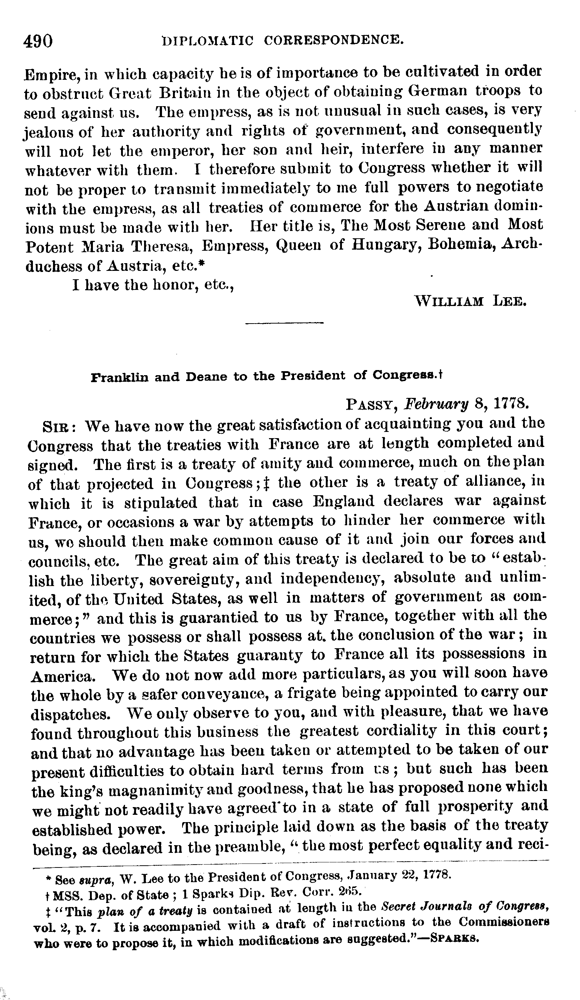 490 DIPLOMATIC CORRESPONDENCE.
Empire, in which capacity he is of importance to be cultivated in order
to obstruct Great Britain in the object of obtaining German troops to
send against us. The empress, as is not unusual in such cases, is very
jealous of her authority and rights of government, and consequently
will not let the emperor, her son and heir, interfere in any manner
whatever with them. I therefore submit to Congress whether it will
not be proper to transmit immediately to me full powers to negotiate
with the empress, as all treaties of commerce for the Austrian domin-
ions must be made with her. Her title is, The Most Serene and Most
Potent Maria Theresa, Empress, Queen of Hungary, Bohemia, Arch-
duchess of Austria, etc.*
I have the honor, etc.,
WILLIAM LEE.
Franklin and Deane to the President of Congress.†
PASSY, February 8, 1778.
SIR: We have now the great satisfaction of acquainting you and the
Congress that the treaties with France are at length completed and
signed. The first is a treaty of amity and commerce, much on the plan
of that projected in Congress;‡ the other is a treaty of alliance, in
which it is stipulated that in case England declares war against
France, or occasions a war by attempts to hinder her commerce with
us, we should then make common cause of it and join our forces and
councils, etc. The great aim of this treaty is declared to be to "estab-
lish the liberty, sovereignty, and independency, absolute and unlim-
ited, of the United States, as well in matters of government as com-
merce;" and this is guarantied to us by France, together with all the
countries we possess or shall possess at. the conclusion of the war; in
return for which the States guaranty to France all its possessions in
America. We do not now add more particulars, as you will soon have
the whole by a safer conveyance, a frigate being appointed to carry our
dispatches. We only observe to you, and with pleasure, that we have
found throughout this business the greatest cordiality in this court;
and that no advantage has been taken or attempted to be taken of our
present difficulties to obtain hard terms from us; but such has been
the king's magnanimity and goodness, that he has proposed none which
we might not readily have agreed to in a state of full prosperity and
established power. The principle laid down as the basis of the treaty
being, as declared in the preamble, "the most perfect equality and reci-
* See supra, W. Lee to the President of Congress, January 22, 1778.
† MSS. Dep. of State; 1 Sparks Dip. Rev. Corr. 265.
‡ "This plan of a treaty is contained at length in the Secret Journals of Congress,
vol. 2, p. 7. It is accompanied with a draft of instructions to the Commissioners
who were to propose it, in which modifications are suggested."—SPARKS.